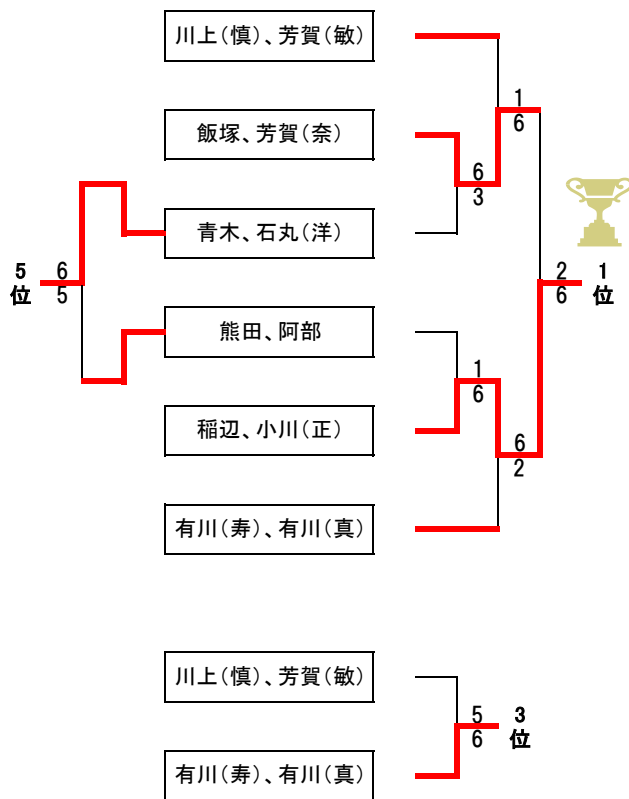 川上(慎)、芳賀(敏)
1
6
飯塚、芳賀(奈)
6
3
青木、石丸(洋)
5
位
6
5
2
6
1
位
熊田、阿部
1
6
稲辺、小川(正)
6
2
有川(寿)、有川(真)
川上(慎)、芳賀(敏)
5
6
3
位
有川(寿)、有川(真)